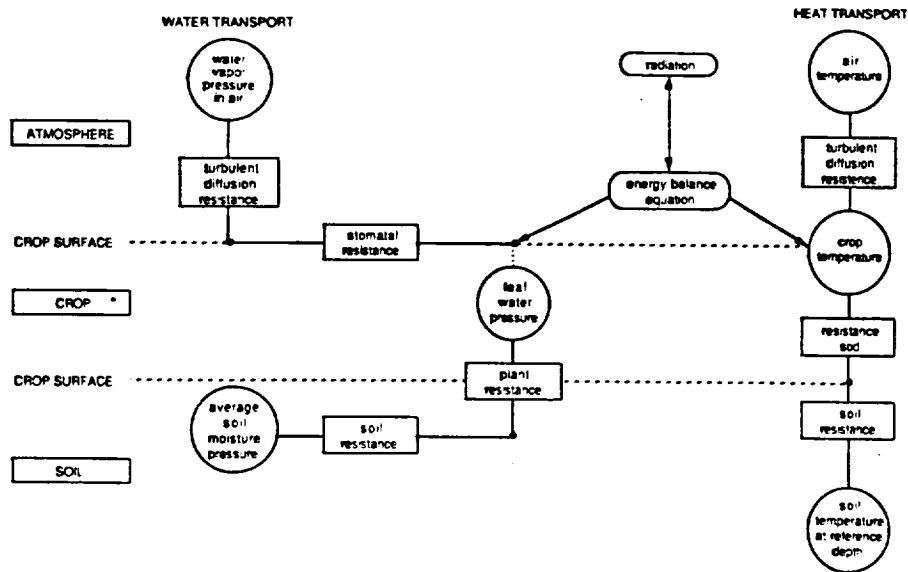 WATER TRANSPORT
HEAT TRANSPORT
water
vapor
pressure
in air
radiation
air
temperature
ATMOSPHERE
turbulent
diffusion
resistance
turbulent
diffusion
resistence
energy balance
equation
CROP SURFACE
stomatal
resistance
crop
temperature
CROP
leaf
water
pressure
resistance
sod
CROP SURFACE
plant
resistance
average
soil
moisture
pressure
soil
resistance
soil
resistance
SOIL
soil
temperature
at reference
depth